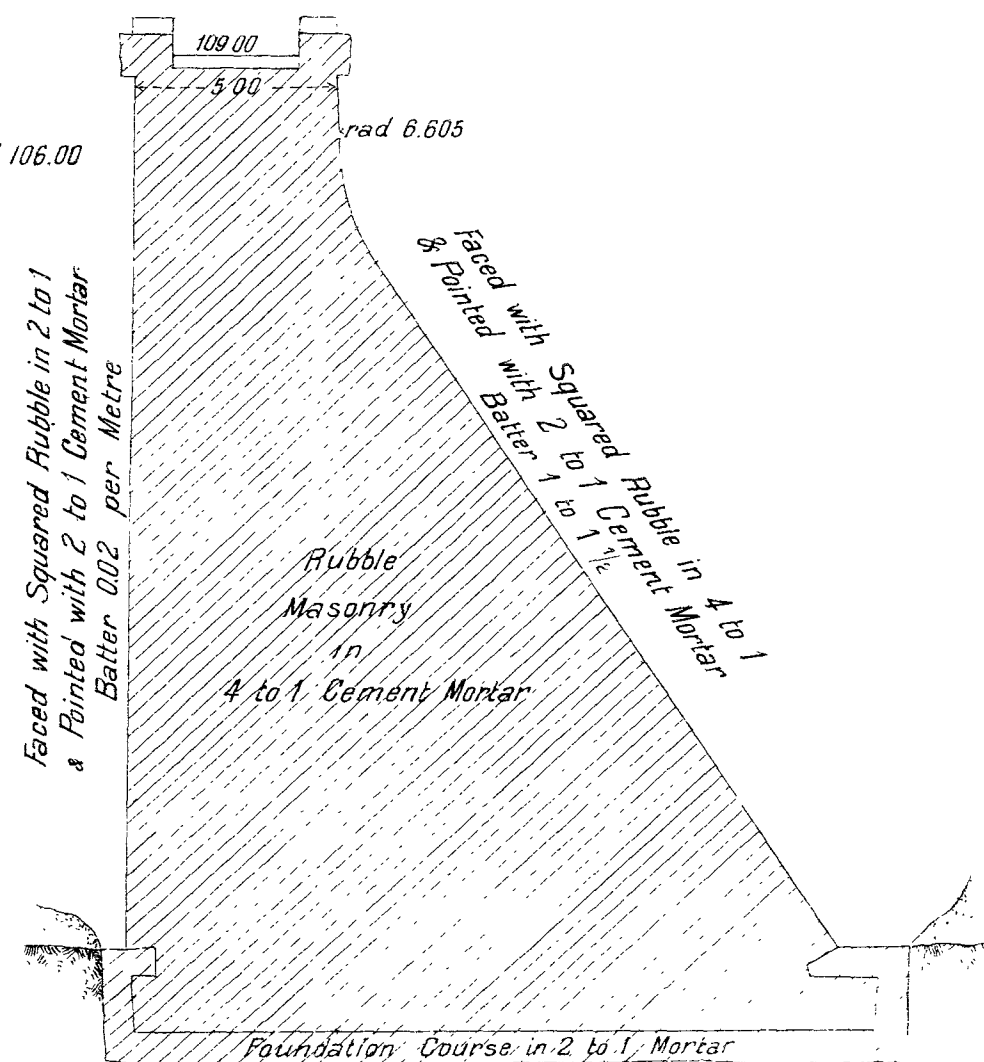 109.00
5.00
rad 6.605
106.00
Faced with Squared Rubble in 2 to 1
& Pointed with 2 to 1 Cement Mortar
Batter 0.02 per Metre
Faced with Squared Rubble in 4 to 1
& Pointed with 2 to 1 Cement Mortar
Batter 1 to 1 1/2
Rubble
Masonry
in
4 to 1 Cement Mortar
Foundation Course in 2 to 1 Mortar